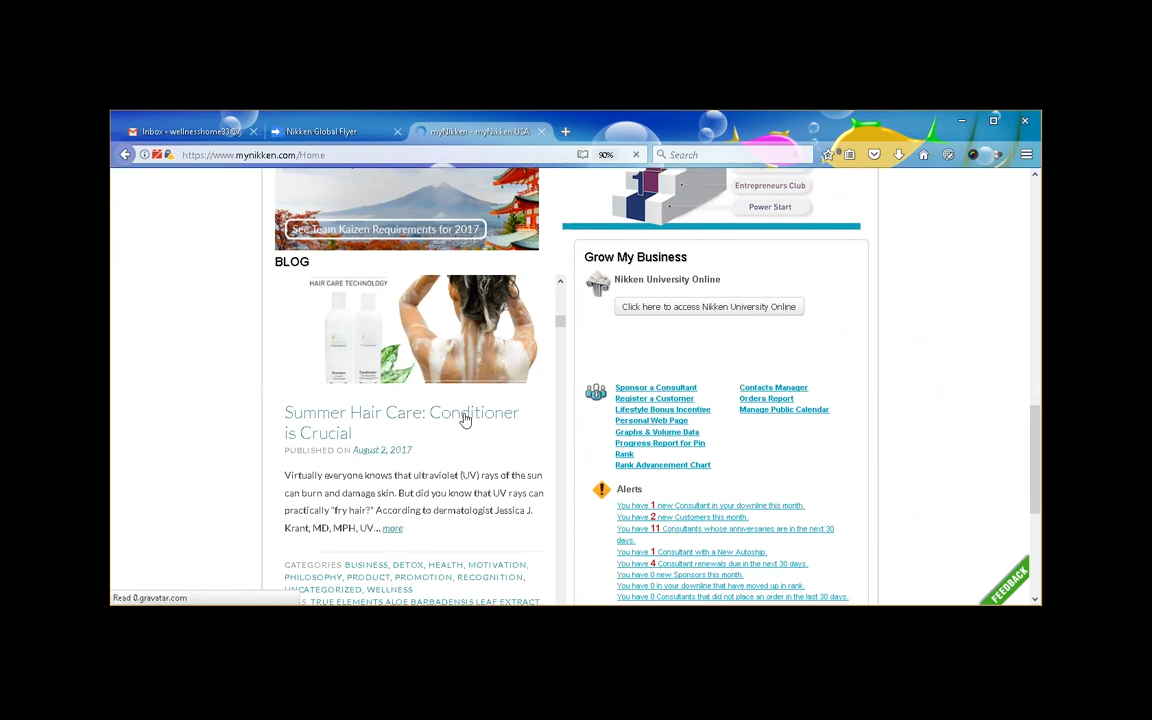 Inbox - wellnesshome33@g
Nikken Global Flyer
myNikken - myNikken USA
https://www.mynikken.com/Home
90%
Search
See Team Kaizen Requirements for 2017
Entrepreneurs Club
Power Start
BLOG
HAIR CARE TECHNOLOGY
Summer Hair Care: Conditioner
is Crucial
PUBLISHED ON August 2, 2017
Virtually everyone knows that ultraviolet (UV) rays of the sun
can burn and damage skin. But did you know that UV rays can
practically "fry hair?" According to dermatologist Jessica J.
Krant, MD, MPH, UV... more
CATEGORIES BUSINESS, DETOX, HEALTH, MOTIVATION,
PHILOSOPHY, PRODUCT, PROMOTION, RECOGNITION,
UNCATEGORIZED, WELLNESS
TRUE ELEMENTS ALOE BARBADENSIS LEAF EXTRACT,
Grow My Business
Nikken University Online
Click here to access Nikken University Online
Sponsor a Consultant
Register a Customer
Lifestyle Bonus Incentive
Personal Web Page
Graphs & Volume Data
Progress Report for Pin
Rank
Rank Advancement Chart
Contacts Manager
Orders Report
Manage Public Calendar
Alerts
You have 1 new Consultant in your downline this month.
You have 2 new Customers this month.
You have 11 Consultants whose anniversaries are in the next 30
days.
You have 1 Consultant with a New Autoship.
You have 4 Consultant renewals due in the next 30 days.
You have 0 new Sponsors this month.
You have 0 in your downline that have moved up in rank.
You have 0 Consultants that did not place an order in the last 30 days.
FEEDBACK
Read 0.gravatar.com